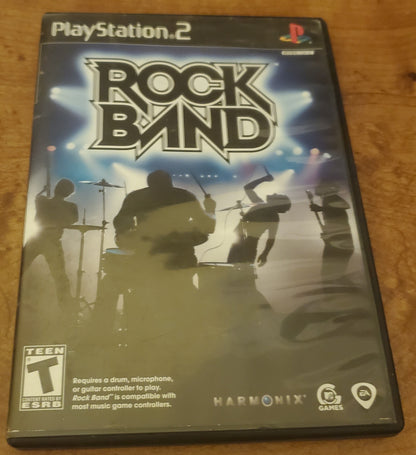 PlayStation.2
ROCK
BAND
TEEN
T
CONTENT RATED BY
ESRB
Requires a drum, microphone,
or guitar controller to play.
Rock Band™ is compatible with
most music game controllers.
HARMONIX
GAMES
EA